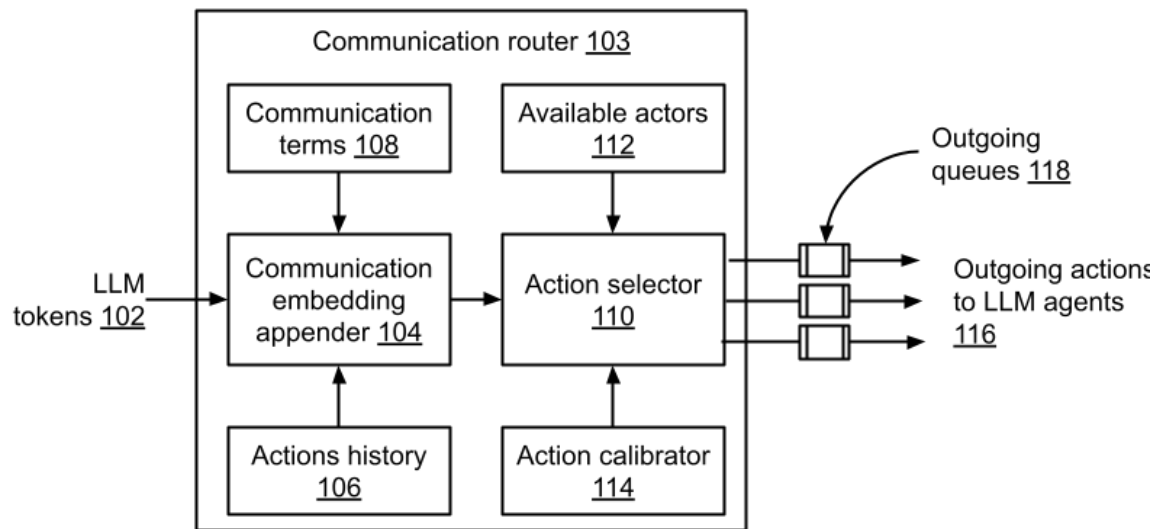 Communication router 103
Communication
terms 108
Available actors
112
Outgoing
queues 118
LLM
tokens 102
Communication
embedding
appender 104
Action selector
110
Outgoing actions
to LLM agents
116
Actions history
106
Action calibrator
114